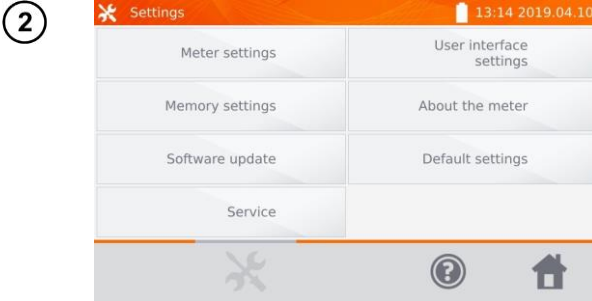 2
Settings
13:14 2019.04.10
Meter settings
User interface
settings
Memory settings
About the meter
Software update
Default settings
Service
?